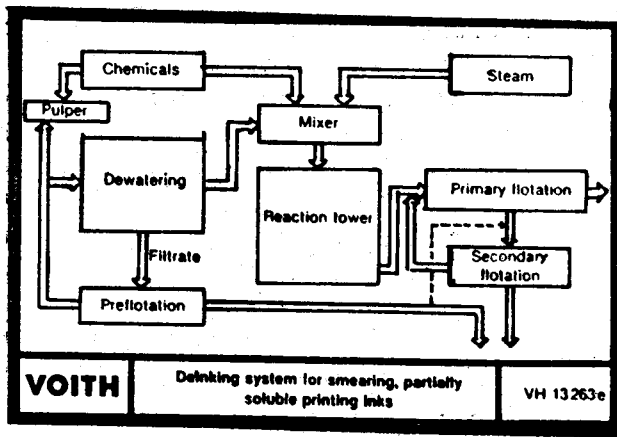 Chemicals
Steam
Pulper
Mixer
Dewatering
Reaction tower
Primary flotation
Filtrate
Secondary
flotation
Preflotation
VOITH
Deinking system for smearing, partially
soluble printing inks
VH 13263e